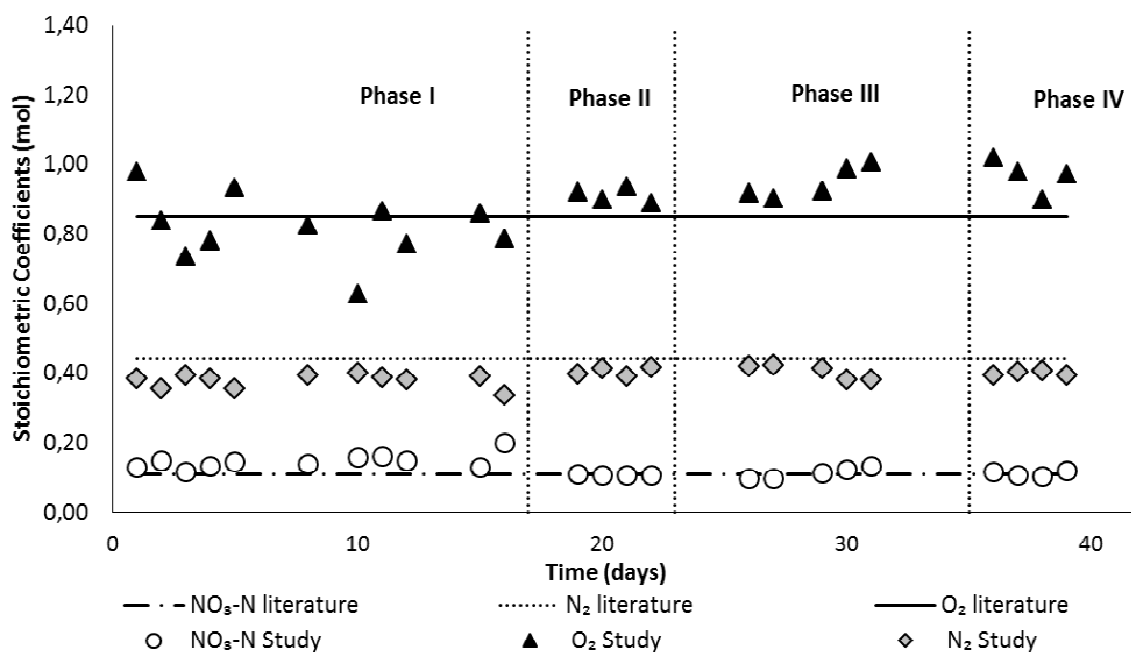 1,40
1,20
1,00
0,80
0,60
0,40
0,20
0,00
Stoichiometric Coefficients (mol)
Phase I
Phase II
Phase III
Phase IV
0 10 20 30 40
Time (days)
NO₃-N literature N₂ literature O₂ literature
NO₃-N Study O₂ Study N₂ Study